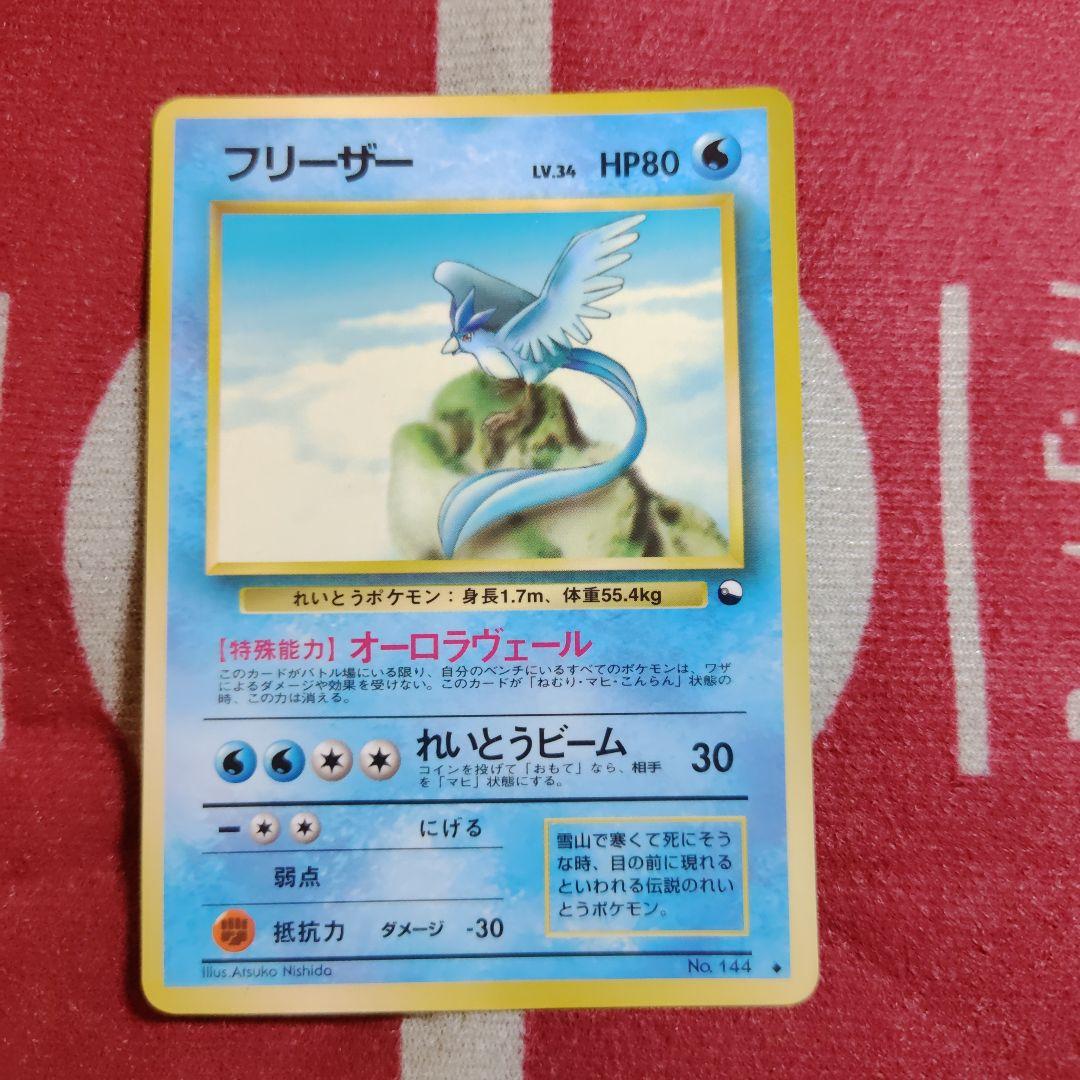 フリーザー LV.34 HP80
れいとうポケモン：身長1.7m、体重55.4kg
【特殊能力】オーロラヴェール
このカードがバトル場にいる限り、自分のベンチにいるすべてのポケモンは、ワザ
によるダメージや効果を受けない。このカードが「ねむり・マヒ・こんらん」状態の
時、この力は消える。
れいとうビーム 30
コインを投げて「おもて」なら、相手
を「マヒ」状態にする。
にげる
弱点
抵抗力 ダメージ -30
雪山で寒くて死にそう
な時、目の前に現れる
といわれる伝説のれい
とうポケモン。
Illus.Atsuko Nishida
No. 144